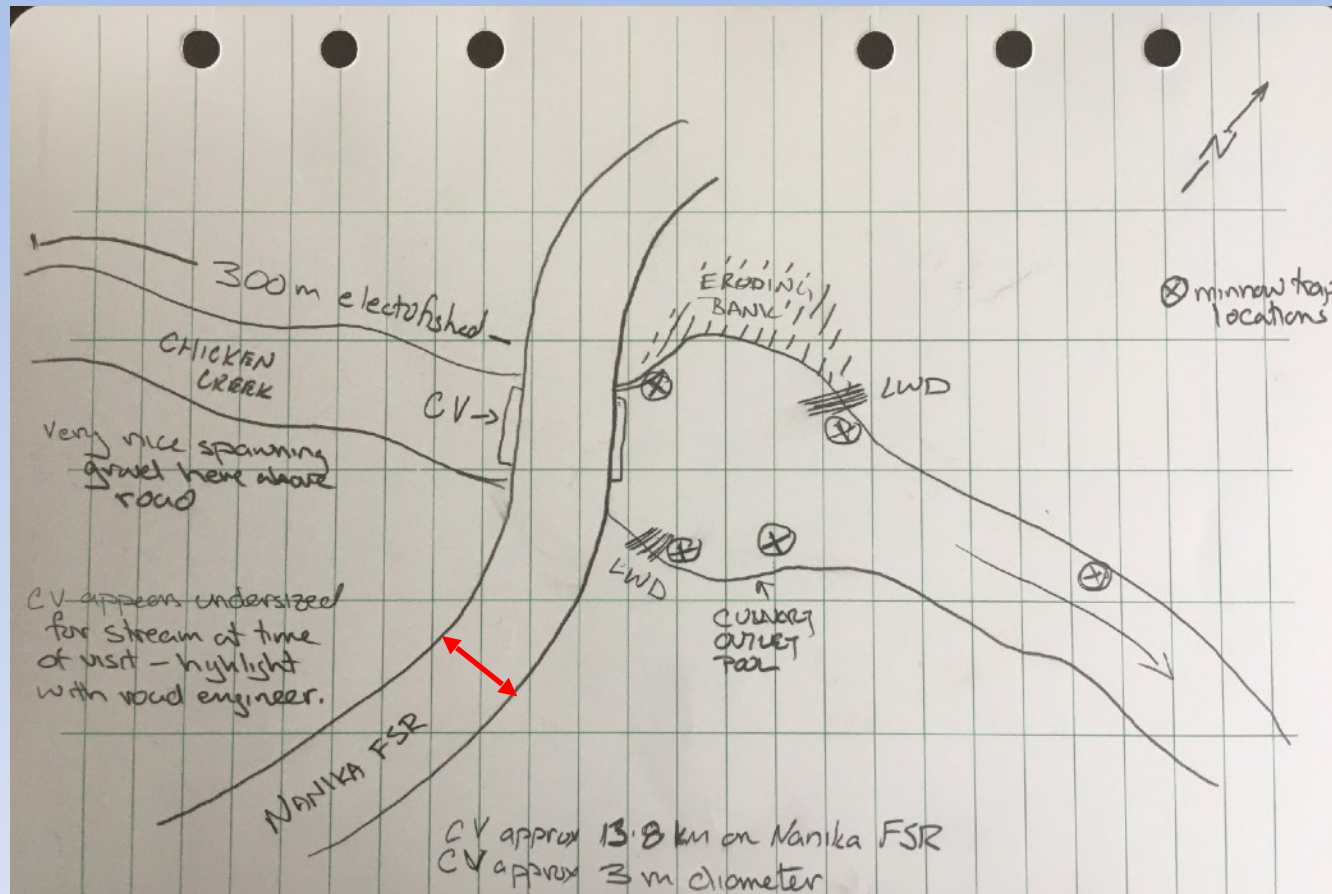 N
300 m electofished
ERODING
BANK
⊗ minnow trap
locations
CHICKEN
CREEK
CV →
LWD
Very nice spawning
gravel here above
road
LWD
CULVERT
OUTLET
POOL
CV appears undersized
for stream at time
of visit - highlight
with road engineer.
NANIKA FSR
CV approx 13.8 km on Nanika FSR
CV approx 3 m diameter